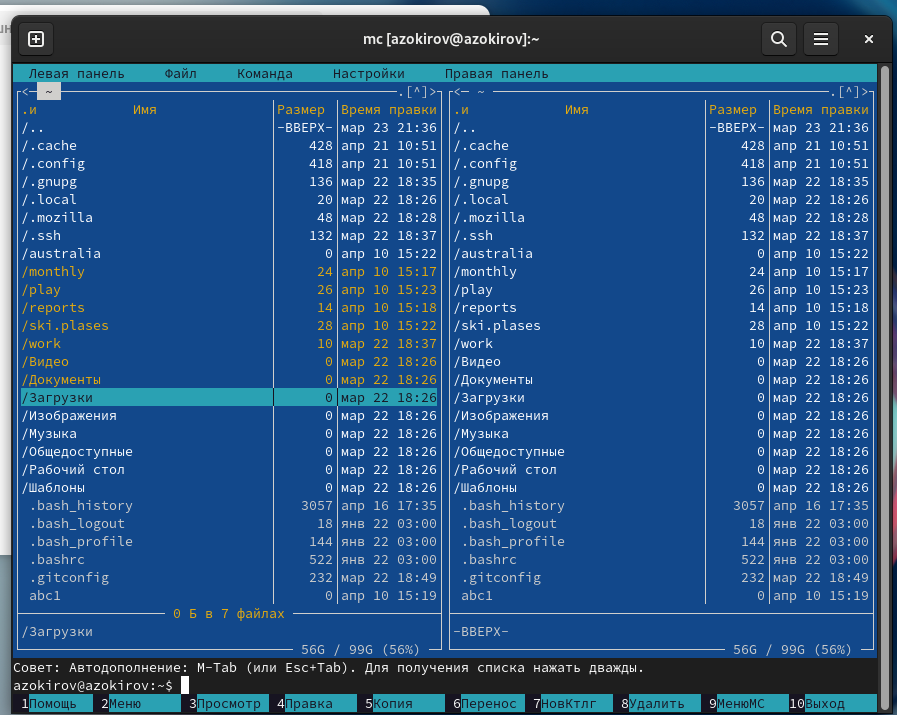 mc [azokirov@azokirov]:~
Левая панель Файл Команда Настройки Правая панель
<- ~ .[^]> <- ~ .[^]>
.и Имя Размер Время правки .и Имя Размер Время правки
/.. -ВВЕРХ- мар 23 21:36 /.. -ВВЕРХ- мар 23 21:36
/.cache 428 апр 21 10:51 /.cache 428 апр 21 10:51
/.config 418 апр 21 10:51 /.config 418 апр 21 10:51
/.gnupg 136 мар 22 18:35 /.gnupg 136 мар 22 18:35
/.local 20 мар 22 18:26 /.local 20 мар 22 18:26
/.mozilla 48 мар 22 18:28 /.mozilla 48 мар 22 18:28
/.ssh 132 мар 22 18:37 /.ssh 132 мар 22 18:37
/australia 0 апр 10 15:22 /australia 0 апр 10 15:22
/monthly 24 апр 10 15:17 /monthly 24 апр 10 15:17
/play 26 апр 10 15:23 /play 26 апр 10 15:23
/reports 14 апр 10 15:18 /reports 14 апр 10 15:18
/ski.plases 28 апр 10 15:22 /ski.plases 28 апр 10 15:22
/work 10 мар 22 18:37 /work 10 мар 22 18:37
/Видео 0 мар 22 18:26 /Видео 0 мар 22 18:26
/Документы 0 мар 22 18:26 /Документы 0 мар 22 18:26
/Загрузки 0 мар 22 18:26 /Загрузки 0 мар 22 18:26
/Изображения 0 мар 22 18:26 /Изображения 0 мар 22 18:26
/Музыка 0 мар 22 18:26 /Музыка 0 мар 22 18:26
/Общедоступные 0 мар 22 18:26 /Общедоступные 0 мар 22 18:26
/Рабочий стол 0 мар 22 18:26 /Рабочий стол 0 мар 22 18:26
/Шаблоны 0 мар 22 18:26 /Шаблоны 0 мар 22 18:26
.bash_history 3057 апр 16 17:35 .bash_history 3057 апр 16 17:35
.bash_logout 18 янв 22 03:00 .bash_logout 18 янв 22 03:00
.bash_profile 144 янв 22 03:00 .bash_profile 144 янв 22 03:00
.bashrc 522 янв 22 03:00 .bashrc 522 янв 22 03:00
.gitconfig 232 мар 22 18:49 .gitconfig 232 мар 22 18:49
abc1 0 апр 10 15:19 abc1 0 апр 10 15:19
0 Б в 7 файлах
/Загрузки -ВВЕРХ-
56G / 99G (56%) 56G / 99G (56%)
Совет: Автодополнение: M-Tab (или Esc+Tab). Для получения списка нажать дважды.
azokirov@azokirov:~$
1Помощь 2Меню 3Просмотр 4Правка 5Копия 6Перенос 7НовКтлг 8Удалить 9МенюMC 10Выход